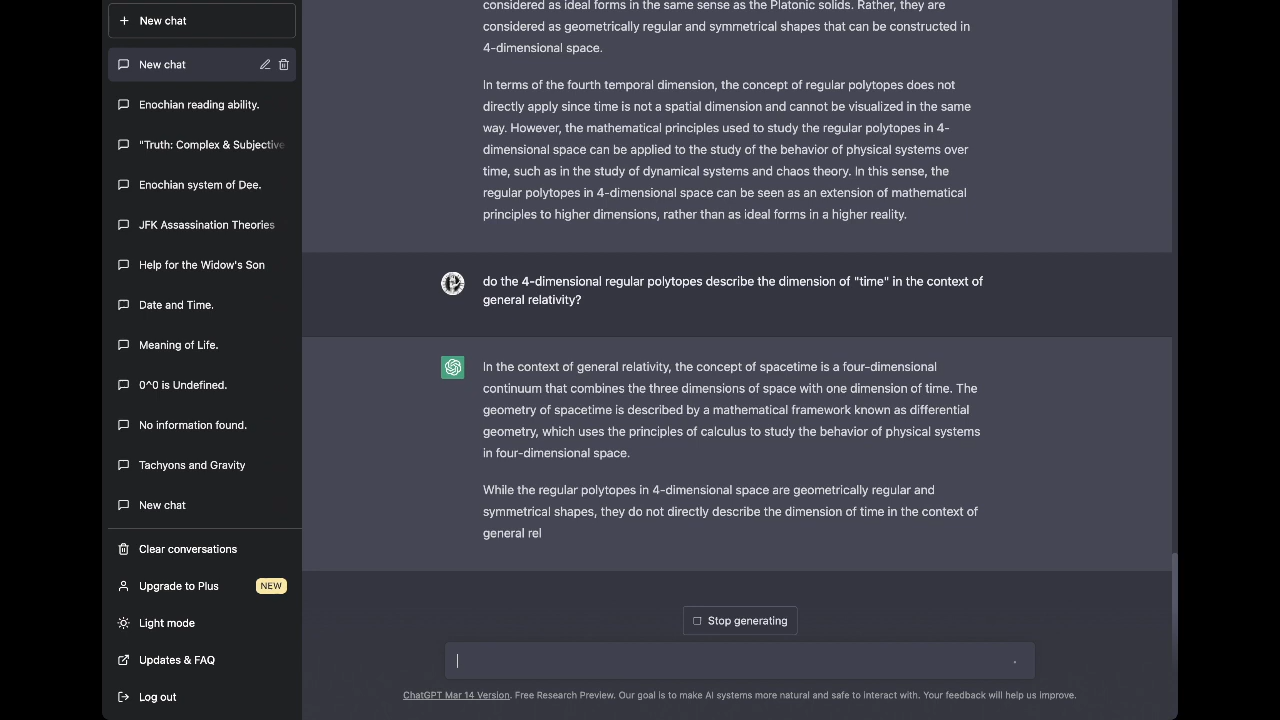 New chat
New chat
Enochian reading ability.
"Truth: Complex & Subjective
Enochian system of Dee.
JFK Assassination Theories
Help for the Widow's Son
Date and Time.
Meaning of Life.
0^0 is Undefined.
No information found.
Tachyons and Gravity
New chat
Clear conversations
Upgrade to Plus NEW
Light mode
Updates & FAQ
Log out
considered as ideal forms in the same sense as the Platonic solids. Rather, they are
considered as geometrically regular and symmetrical shapes that can be constructed in
4-dimensional space.
In terms of the fourth temporal dimension, the concept of regular polytopes does not
directly apply since time is not a spatial dimension and cannot be visualized in the same
way. However, the mathematical principles used to study the regular polytopes in 4-
dimensional space can be applied to the study of the behavior of physical systems over
time, such as in the study of dynamical systems and chaos theory. In this sense, the
regular polytopes in 4-dimensional space can be seen as an extension of mathematical
principles to higher dimensions, rather than as ideal forms in a higher reality.
do the 4-dimensional regular polytopes describe the dimension of "time" in the context of
general relativity?
In the context of general relativity, the concept of spacetime is a four-dimensional
continuum that combines the three dimensions of space with one dimension of time. The
geometry of spacetime is described by a mathematical framework known as differential
geometry, which uses the principles of calculus to study the behavior of physical systems
in four-dimensional space.
While the regular polytopes in 4-dimensional space are geometrically regular and
symmetrical shapes, they do not directly describe the dimension of time in the context of
general rel
Stop generating
ChatGPT Mar 14 Version. Free Research Preview. Our goal is to make AI systems more natural and safe to interact with. Your feedback will help us improve.